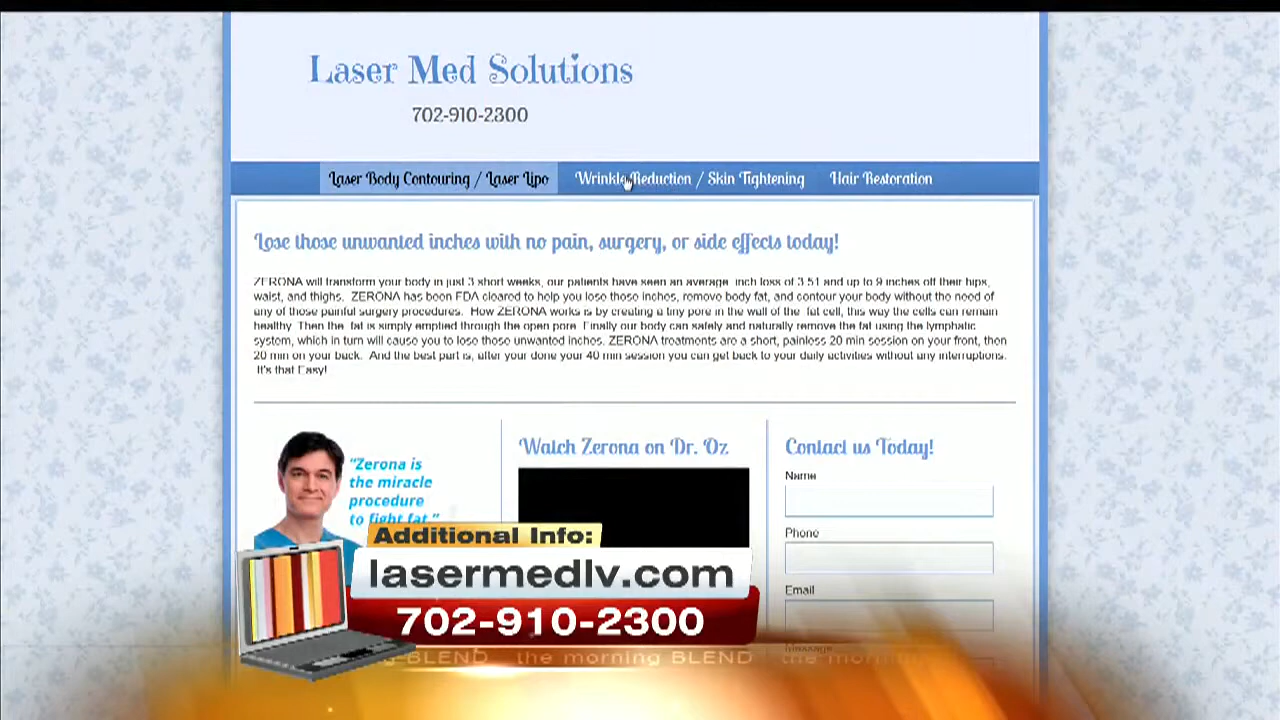 Laser Med Solutions
702-910-2300
Laser Body Contouring / Laser Lipo
Wrinkle Reduction / Skin Tightening
Hair Restoration
Lose those unwanted inches with no pain, surgery, or side effects today!
ZERONA will transform your body in just 3 short weeks, our patients have seen an average inch loss of 3.51 and up to 9 inches off their hips,
waist, and thighs. ZERONA has been FDA cleared to help you lose those inches, remove body fat, and contour your body without the need of
any of those painful surgery procedures. How ZERONA works is by creating a tiny pore in the wall of the fat cell, this way the cells can remain
healthy. Then the fat is simply emptied through the open pore. Finally our body can safely and naturally remove the fat using the lymphatic
system, which in turn will cause you to lose those unwanted inches. ZERONA treatments are a short, painless 20 min session on your front, then
20 min on your back. And the best part is, after your done your 40 min session you can get back to your daily activities without any interruptions.
It's that Easy!
"Zerona is
the miracle
procedure
to fight fat."
Watch Zerona on Dr. Oz
Contact us Today!
Name
Phone
Email
Message
Additional Info:
lasermedlv.com
702-910-2300
BLEND the morning BLEND the morning